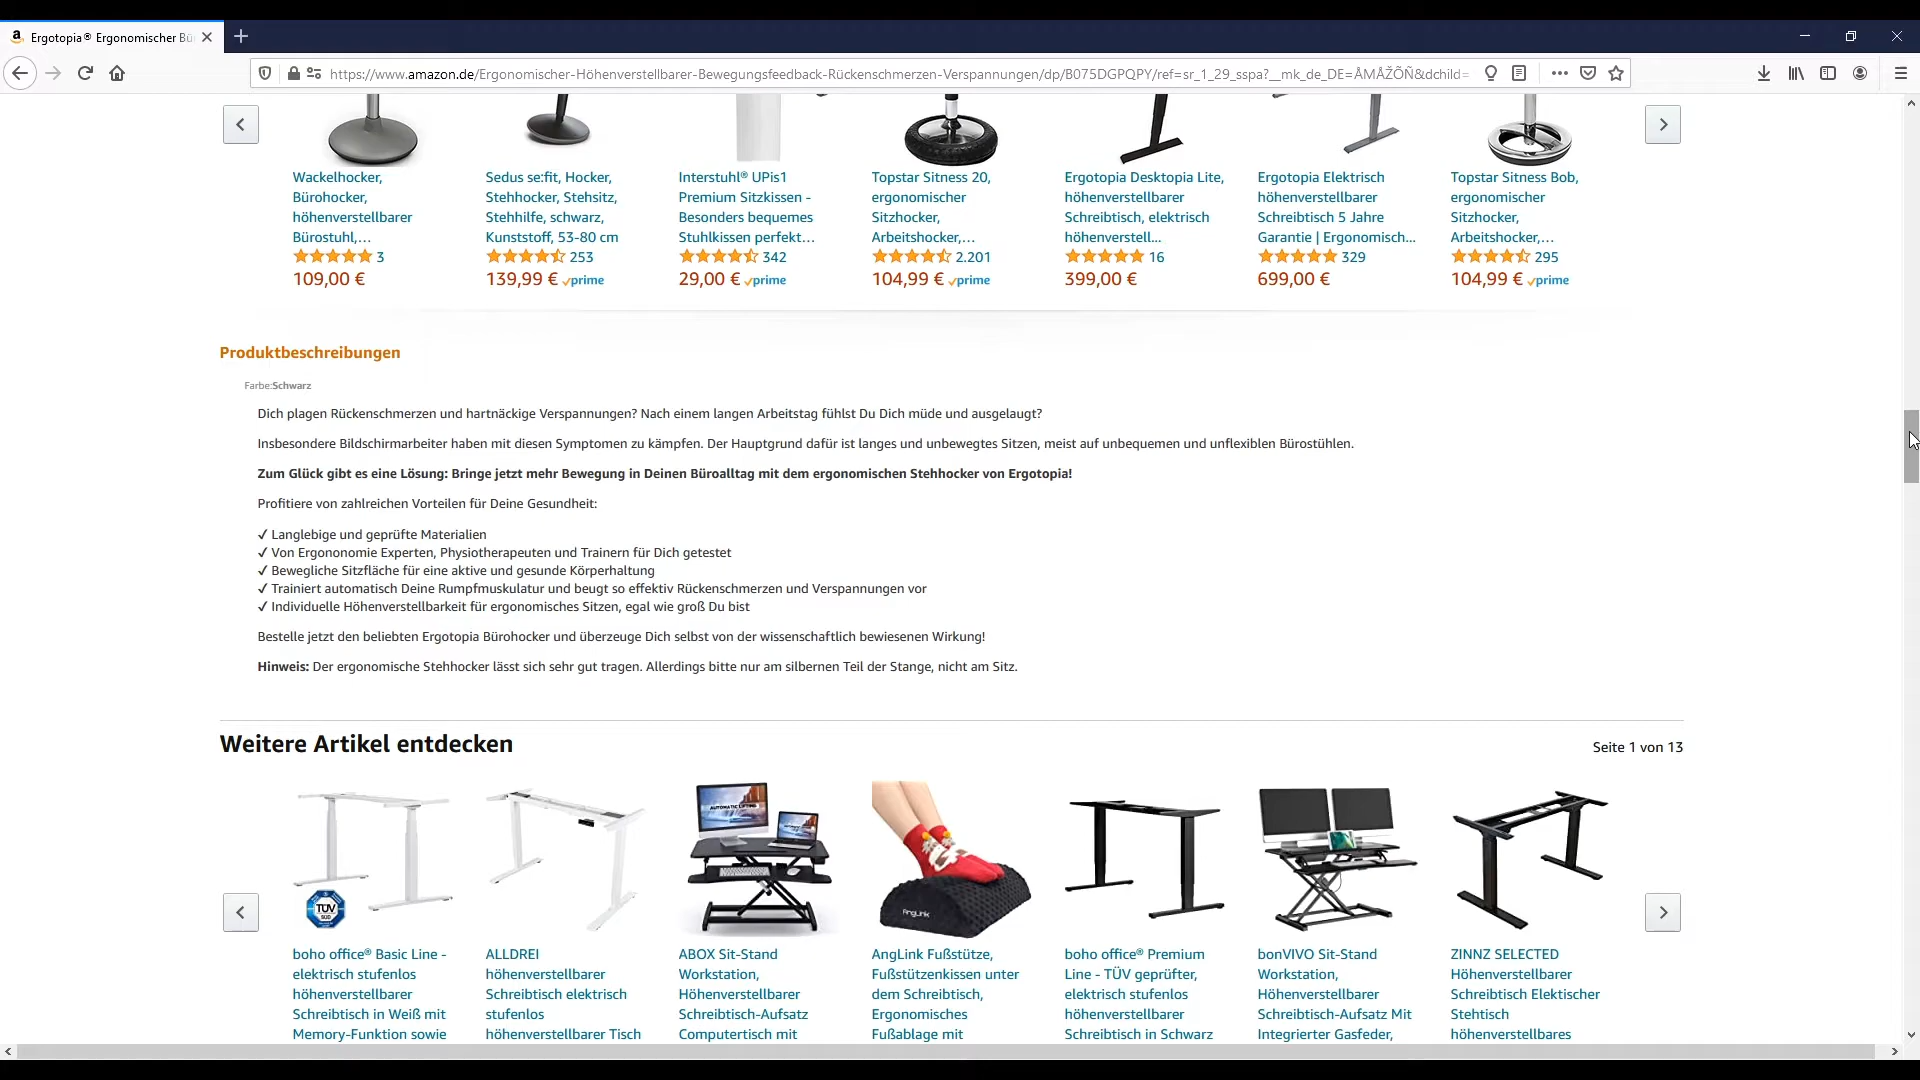 Ergotopia® Ergonomischer Bü
https://www.amazon.de/Ergonomischer-Höhenverstellbarer-Bewegungsfeedback-Rückenschmerzen-Verspannungen/dp/B075DGPQPY/ref=sr_1_29_sspa?__mk_de_DE=ÅMÅŽÕÑ&dchild=
Wackelhocker,
Bürohocker,
höhenverstellbarer
Bürostuhl,...
3
109,00 €
Sedus se:fit, Hocker,
Stehhocker, Stehsitz,
Stehhilfe, schwarz,
Kunststoff, 53-80 cm
253
139,99 € prime
Interstuhl® UPis1
Premium Sitzkissen -
Besonders bequemes
Stuhlkissen perfekt...
342
29,00 € prime
Topstar Sitness 20,
ergonomischer
Sitzhocker,
Arbeitshocker,...
2.201
104,99 € prime
Ergotopia Desktopia Lite,
höhenverstellbarer
Schreibtisch, elektrisch
höhenverstell...
16
399,00 €
Ergotopia Elektrisch
höhenverstellbarer
Schreibtisch 5 Jahre
Garantie | Ergonomisch...
329
699,00 €
Topstar Sitness Bob,
ergonomischer
Sitzhocker,
Arbeitshocker,...
295
104,99 € prime
Produktbeschreibungen
Farbe:Schwarz
Dich plagen Rückenschmerzen und hartnäckige Verspannungen? Nach einem langen Arbeitstag fühlst Du Dich müde und ausgelaugt?
Insbesondere Bildschirmarbeiter haben mit diesen Symptomen zu kämpfen. Der Hauptgrund dafür ist langes und unbewegtes Sitzen, meist auf unbequemen und unflexiblen Bürostühlen.
Zum Glück gibt es eine Lösung: Bringe jetzt mehr Bewegung in Deinen Büroalltag mit dem ergonomischen Stehhocker von Ergotopia!
Profitiere von zahlreichen Vorteilen für Deine Gesundheit:
✓ Langlebige und geprüfte Materialien
✓ Von Ergononomie Experten, Physiotherapeuten und Trainern für Dich getestet
✓ Bewegliche Sitzfläche für eine aktive und gesunde Körperhaltung
✓ Trainiert automatisch Deine Rumpfmuskulatur und beugt so effektiv Rückenschmerzen und Verspannungen vor
✓ Individuelle Höhenverstellbarkeit für ergonomisches Sitzen, egal wie groß Du bist
Bestelle jetzt den beliebten Ergotopia Bürohocker und überzeuge Dich selbst von der wissenschaftlich bewiesenen Wirkung!
Hinweis: Der ergonomische Stehhocker lässt sich sehr gut tragen. Allerdings bitte nur am silbernen Teil der Stange, nicht am Sitz.
Weitere Artikel entdecken
Seite 1 von 13
TÜV
SÜD
AUTOMATIC LIFTING
AngLink
boho office® Basic Line -
elektrisch stufenlos
höhenverstellbarer
Schreibtisch in Weiß mit
Memory-Funktion sowie
ALLDREI
höhenverstellbarer
Schreibtisch elektrisch
stufenlos
höhenverstellbarer Tisch
ABOX Sit-Stand
Workstation,
Höhenverstellbarer
Schreibtisch-Aufsatz
Computertisch mit
AngLink Fußstütze,
Fußstützenkissen unter
dem Schreibtisch,
Ergonomisches
Fußablage mit
boho office® Premium
Line - TÜV geprüfter,
elektrisch stufenlos
höhenverstellbarer
Schreibtisch in Schwarz
bonVIVO Sit-Stand
Workstation,
Höhenverstellbarer
Schreibtisch-Aufsatz Mit
Integrierter Gasfeder,
ZINNZ SELECTED
Höhenverstellbarer
Schreibtisch Elektischer
Stehtisch
höhenverstellbares